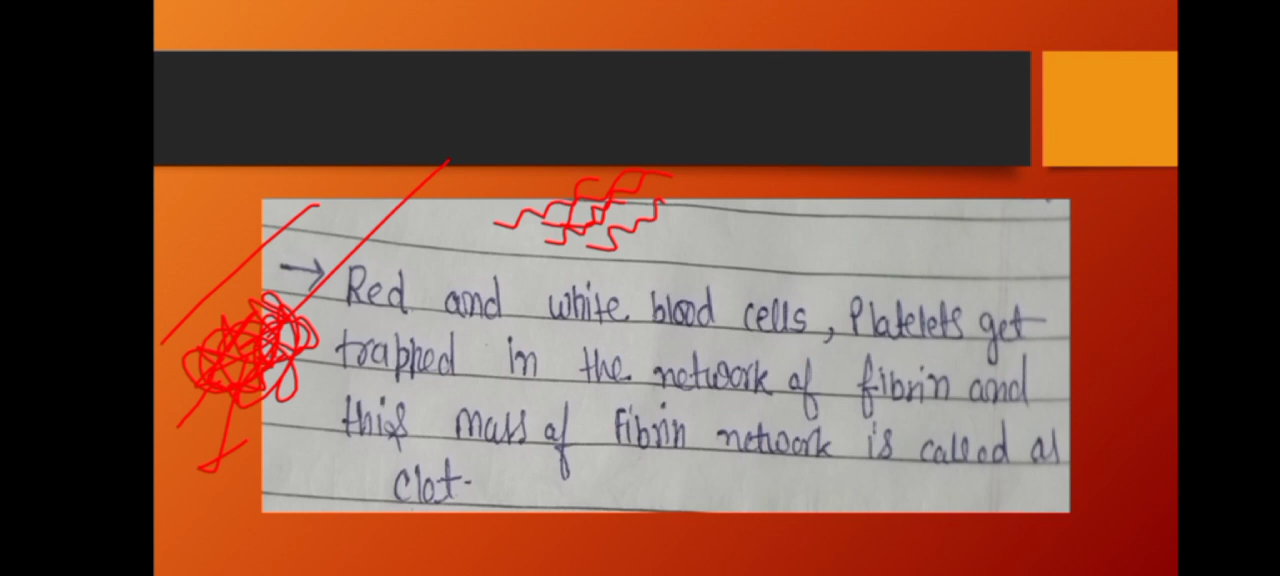 → Red and white blood cells, Platelets get
trapped in the network of fibrin and
this mass of Fibrin network is called as
Clot.